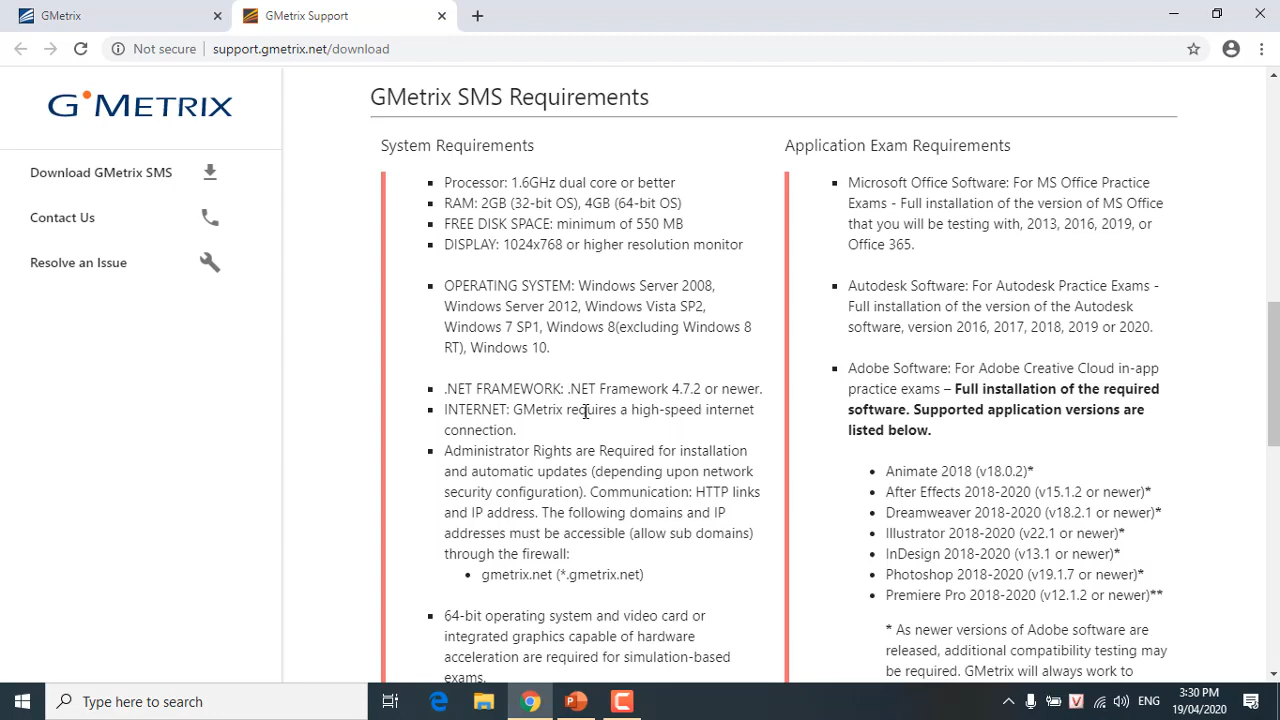 GMetrix
GMetrix Support
Not secure
support.gmetrix.net/download
GMETRIX
Download GMetrix SMS
Contact Us
Resolve an Issue
GMetrix SMS Requirements
System Requirements
Processor: 1.6GHz dual core or better
RAM: 2GB (32-bit OS), 4GB (64-bit OS)
FREE DISK SPACE: minimum of 550 MB
DISPLAY: 1024x768 or higher resolution monitor
OPERATING SYSTEM: Windows Server 2008,
Windows Server 2012, Windows Vista SP2,
Windows 7 SP1, Windows 8(excluding Windows 8
RT), Windows 10.
.NET FRAMEWORK: .NET Framework 4.7.2 or newer.
INTERNET: GMetrix requires a high-speed internet
connection.
Administrator Rights are Required for installation
and automatic updates (depending upon network
security configuration). Communication: HTTP links
and IP address. The following domains and IP
addresses must be accessible (allow sub domains)
through the firewall:
gmetrix.net (*.gmetrix.net)
64-bit operating system and video card or
integrated graphics capable of hardware
acceleration are required for simulation-based
exams.
Application Exam Requirements
Microsoft Office Software: For MS Office Practice
Exams - Full installation of the version of MS Office
that you will be testing with, 2013, 2016, 2019, or
Office 365.
Autodesk Software: For Autodesk Practice Exams -
Full installation of the version of the Autodesk
software, version 2016, 2017, 2018, 2019 or 2020.
Adobe Software: For Adobe Creative Cloud in-app
practice exams – Full installation of the required
software. Supported application versions are
listed below.
Animate 2018 (v18.0.2)*
After Effects 2018-2020 (v15.1.2 or newer)*
Dreamweaver 2018-2020 (v18.2.1 or newer)*
Illustrator 2018-2020 (v22.1 or newer)*
InDesign 2018-2020 (v13.1 or newer)*
Photoshop 2018-2020 (v19.1.7 or newer)*
Premiere Pro 2018-2020 (v12.1.2 or newer)**
* As newer versions of Adobe software are
released, additional compatibility testing may
be required. GMetrix will always work to
Type here to search
ENG
3:30 PM
19/04/2020